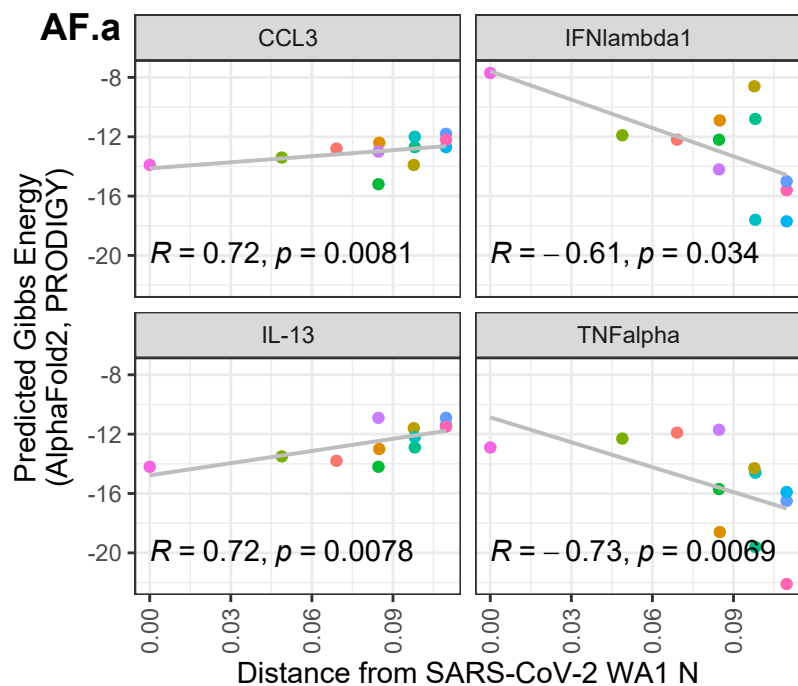 AF.a
CCL3
IFNlambda1
Predicted Gibbs Energy
(AlphaFold2, PRODIGY)
-8
-12
-16
-20
R = 0.72, p = 0.0081
R = −0.61, p = 0.034
IL-13
TNFalpha
-8
-12
-16
-20
R = 0.72, p = 0.0078
R = −0.73, p = 0.0069
0.00
0.03
0.06
0.09
0.00
0.03
0.06
0.09
Distance from SARS-CoV-2 WA1 N